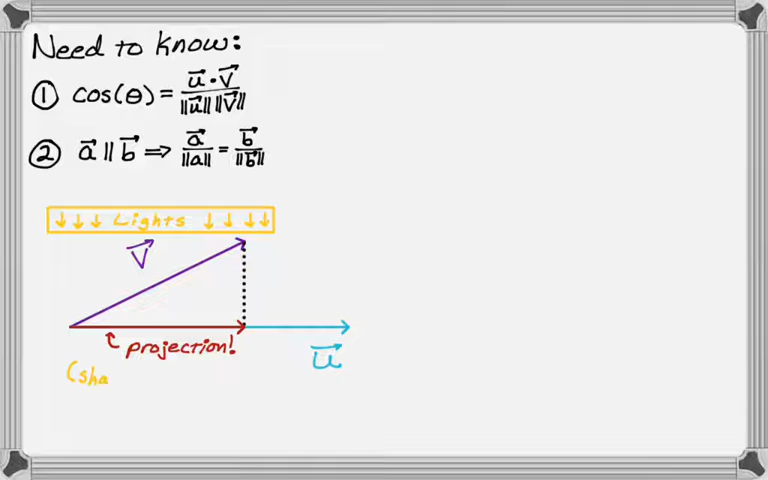 Need to know:
① cos(θ) = u⃗·v⃗ / ‖u⃗‖ ‖v⃗‖
② a⃗ ∥ b⃗ ⟹ a⃗/‖a‖ = b⃗/‖b⃗‖
↓ ↓ ↓ Lights ↓ ↓ ↓ ↓
v⃗
projection!
u⃗
(sha